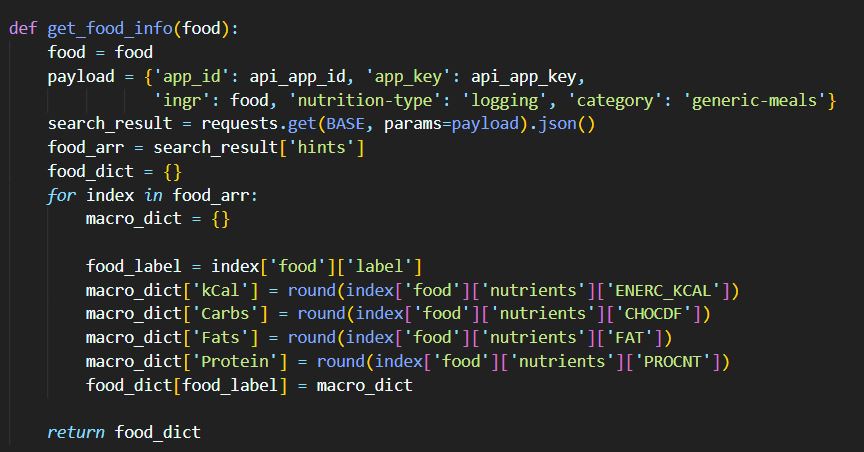 def get_food_info(food):
    food = food
    payload = {'app_id': api_app_id, 'app_key': api_app_key,
               'ingr': food, 'nutrition-type': 'logging', 'category': 'generic-meals'}
    search_result = requests.get(BASE, params=payload).json()
    food_arr = search_result['hints']
    food_dict = {}
    for index in food_arr:
        macro_dict = {}

        food_label = index['food']['label']
        macro_dict['kCal'] = round(index['food']['nutrients']['ENERC_KCAL'])
        macro_dict['Carbs'] = round(index['food']['nutrients']['CHOCDF'])
        macro_dict['Fats'] = round(index['food']['nutrients']['FAT'])
        macro_dict['Protein'] = round(index['food']['nutrients']['PROCNT'])
        food_dict[food_label] = macro_dict

    return food_dict